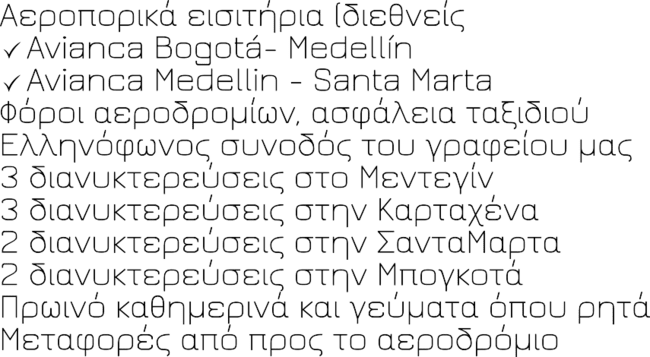 Αεροπορικά εισιτήρια (διεθνείς
✓Avianca Bogotá- Medellín
✓Avianca Medellin - Santa Marta
Φόροι αεροδρομίων, ασφάλεια ταξιδιού
Ελληνόφωνος συνοδός του γραφείου μας
3 διανυκτερεύσεις στο Μεντεγίν
3 διανυκτερεύσεις στην Καρταχένα
2 διανυκτερεύσεις στην ΣανταΜαρτα
2 διανυκτερεύσεις στην Μπογκοτά
Πρωινό καθημερινά και γεύματα όπου ρητά
Μεταφορές από προς το αεροδρόμιο